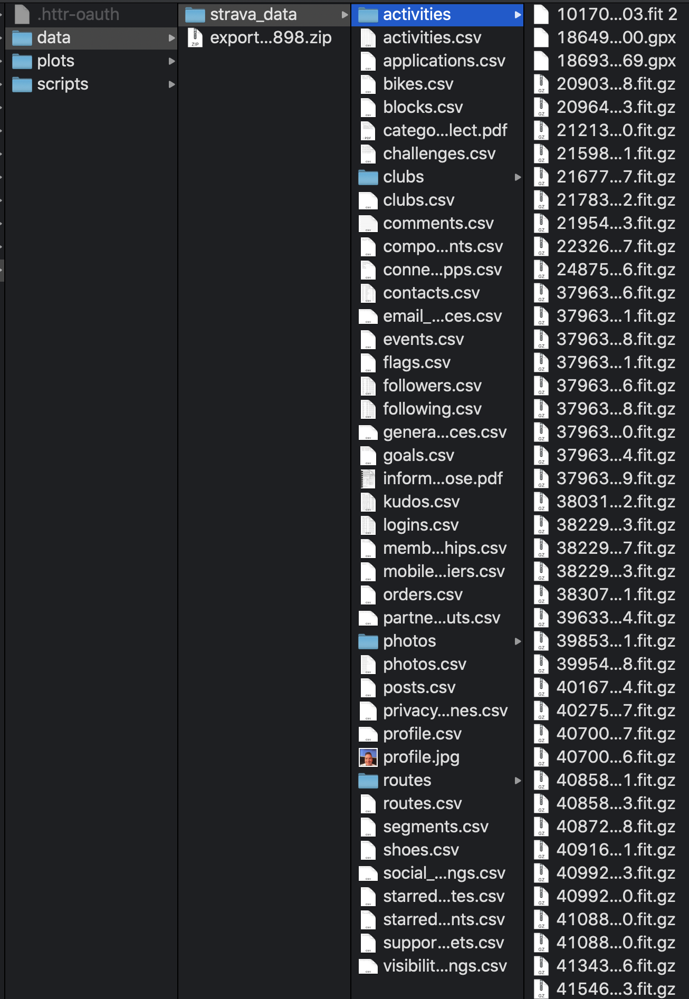 .httr-oauth
data
plots
scripts
strava_data
export...898.zip
activities
activities.csv
applications.csv
bikes.csv
blocks.csv
catego...lect.pdf
challenges.csv
clubs
clubs.csv
comments.csv
compo...nts.csv
conne...pps.csv
contacts.csv
email_...ces.csv
events.csv
flags.csv
followers.csv
following.csv
genera...ces.csv
goals.csv
inform...ose.pdf
kudos.csv
logins.csv
memb...hips.csv
mobile...iers.csv
orders.csv
partne...uts.csv
photos
photos.csv
posts.csv
privacy...nes.csv
profile.csv
profile.jpg
routes
routes.csv
segments.csv
shoes.csv
social_...ngs.csv
starred...tes.csv
starred...nts.csv
suppor...ets.csv
visibilit...ngs.csv
10170...03.fit 2
18649...00.gpx
18693...69.gpx
20903...8.fit.gz
20964...3.fit.gz
21213...0.fit.gz
21598...1.fit.gz
21677...7.fit.gz
21783...2.fit.gz
21954...3.fit.gz
22326...7.fit.gz
24875...6.fit.gz
37963...6.fit.gz
37963...1.fit.gz
37963...8.fit.gz
37963...1.fit.gz
37963...6.fit.gz
37963...8.fit.gz
37963...0.fit.gz
37963...4.fit.gz
37963...9.fit.gz
38031...2.fit.gz
38229...3.fit.gz
38229...7.fit.gz
38229...3.fit.gz
38307...1.fit.gz
39633...4.fit.gz
39853...1.fit.gz
39954...8.fit.gz
40167...4.fit.gz
40275...7.fit.gz
40700...7.fit.gz
40700...6.fit.gz
40858...1.fit.gz
40858...3.fit.gz
40872...8.fit.gz
40916...1.fit.gz
40992...3.fit.gz
40992...0.fit.gz
41088...0.fit.gz
41088...0.fit.gz
41343...6.fit.gz
41546...3.fit.gz